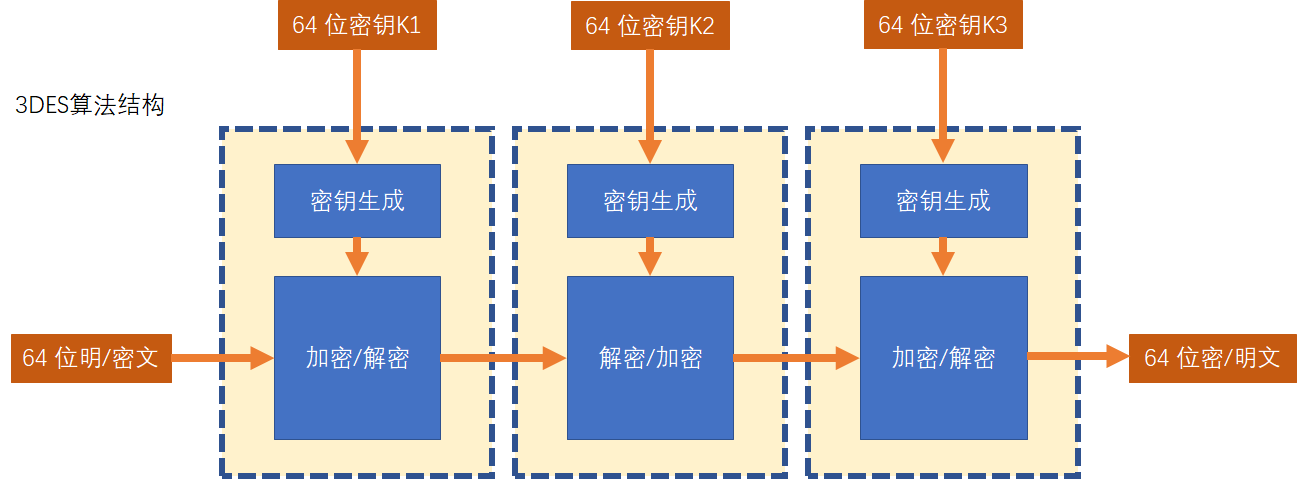 64 位密钥K1
64 位密钥K2
64 位密钥K3
3DES算法结构
密钥生成
密钥生成
密钥生成
64 位明/密文
加密/解密
解密/加密
加密/解密
64 位密/明文